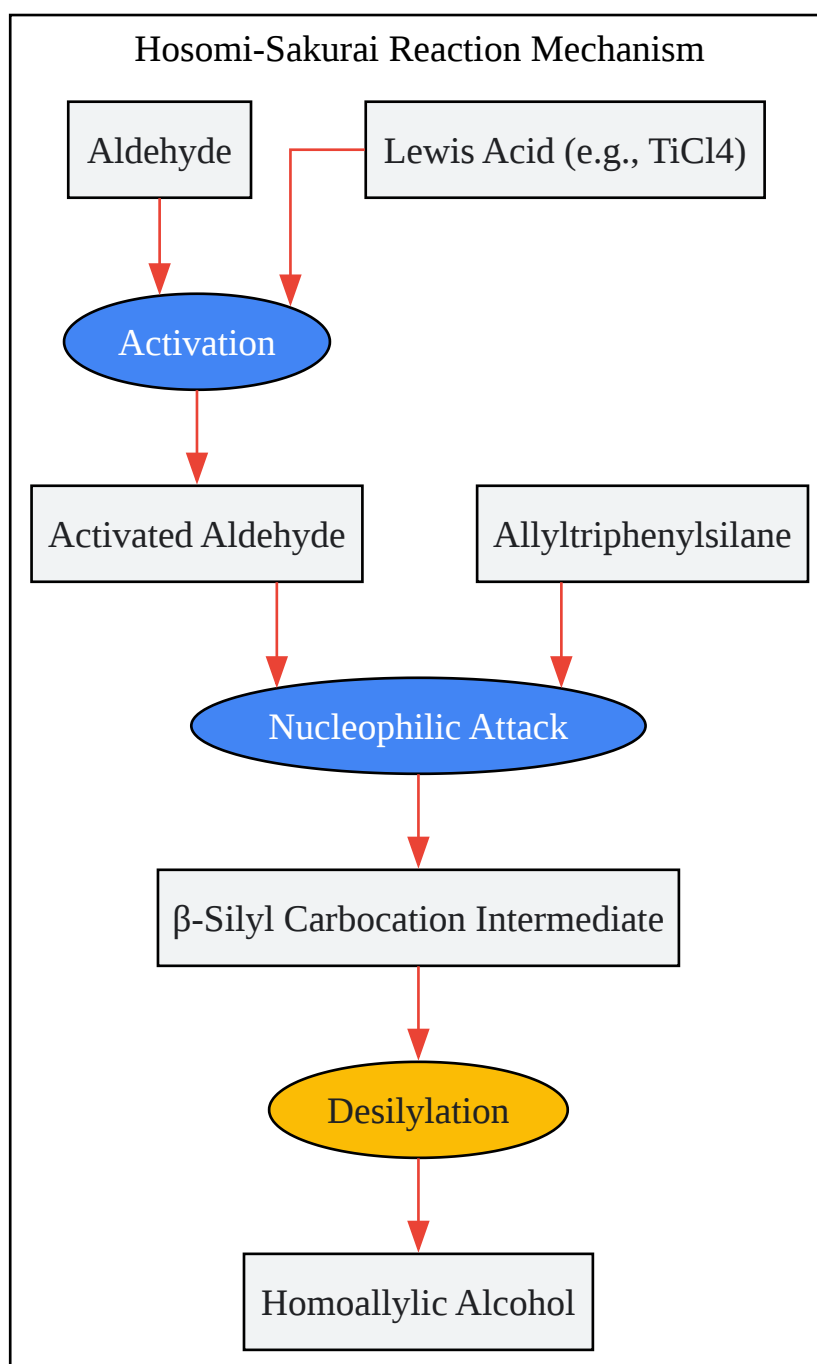 Hosomi-Sakurai Reaction Mechanism
Aldehyde
Lewis Acid (e.g., TiCl4)
Activation
Activated Aldehyde
Allyltriphenylsilane
Nucleophilic Attack
β-Silyl Carbocation Intermediate
Desilylation
Homoallylic Alcohol